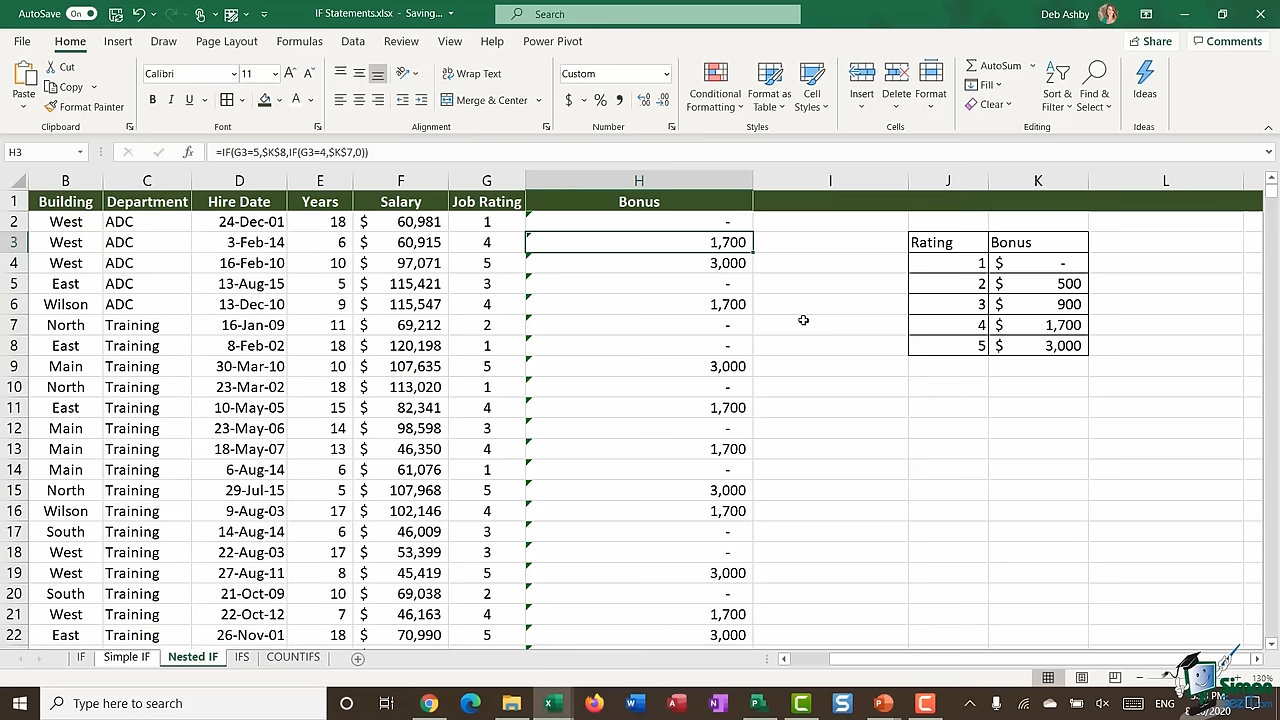 AutoSave On IF Statements.xlsx - Saving... Search Deb Ashby
File Home Insert Draw Page Layout Formulas Data Review View Help Power Pivot Share Comments
Paste Cut Copy Format Painter Calibri 11 Wrap Text Merge & Center Custom Conditional Formatting Format as Table Cell Styles Insert Delete Format AutoSum Fill Clear Sort & Filter Find & Select Ideas
Clipboard Font Alignment Number Styles Cells Editing Ideas
H3 fx =IF(G3=5,$K$8,IF(G3=4,$K$7,0))
B C D E F G H I J K L
1 Building Department Hire Date Years Salary Job Rating Bonus
2 West ADC 24-Dec-01 18 $ 60,981 1 -
3 West ADC 3-Feb-14 6 $ 60,915 4 1,700 Rating Bonus
4 West ADC 16-Feb-10 10 $ 97,071 5 3,000 1 $ -
5 East ADC 13-Aug-15 5 $ 115,421 3 - 2 $ 500
6 Wilson ADC 13-Dec-10 9 $ 115,547 4 1,700 3 $ 900
7 North Training 16-Jan-09 11 $ 69,212 2 - 4 $ 1,700
8 East Training 8-Feb-02 18 $ 120,198 1 - 5 $ 3,000
9 Main Training 30-Mar-10 10 $ 107,635 5 3,000
10 North Training 23-Mar-02 18 $ 113,020 1 -
11 East Training 10-May-05 15 $ 82,341 4 1,700
12 Main Training 23-May-06 14 $ 98,598 3 -
13 Main Training 18-May-07 13 $ 46,350 4 1,700
14 Main Training 6-Aug-14 6 $ 61,076 1 -
15 North Training 29-Jul-15 5 $ 107,968 5 3,000
16 Wilson Training 9-Aug-03 17 $ 102,146 4 1,700
17 South Training 14-Aug-14 6 $ 46,009 3 -
18 West Training 22-Aug-03 17 $ 53,399 3 -
19 West Training 27-Aug-11 8 $ 45,419 5 3,000
20 South Training 21-Oct-09 10 $ 69,038 2 -
21 West Training 22-Oct-12 7 $ 46,163 4 1,700
22 East Training 26-Nov-01 18 $ 70,990 5 3,000
IF Simple IF Nested IF IFS COUNTIFS
130%
Type here to search